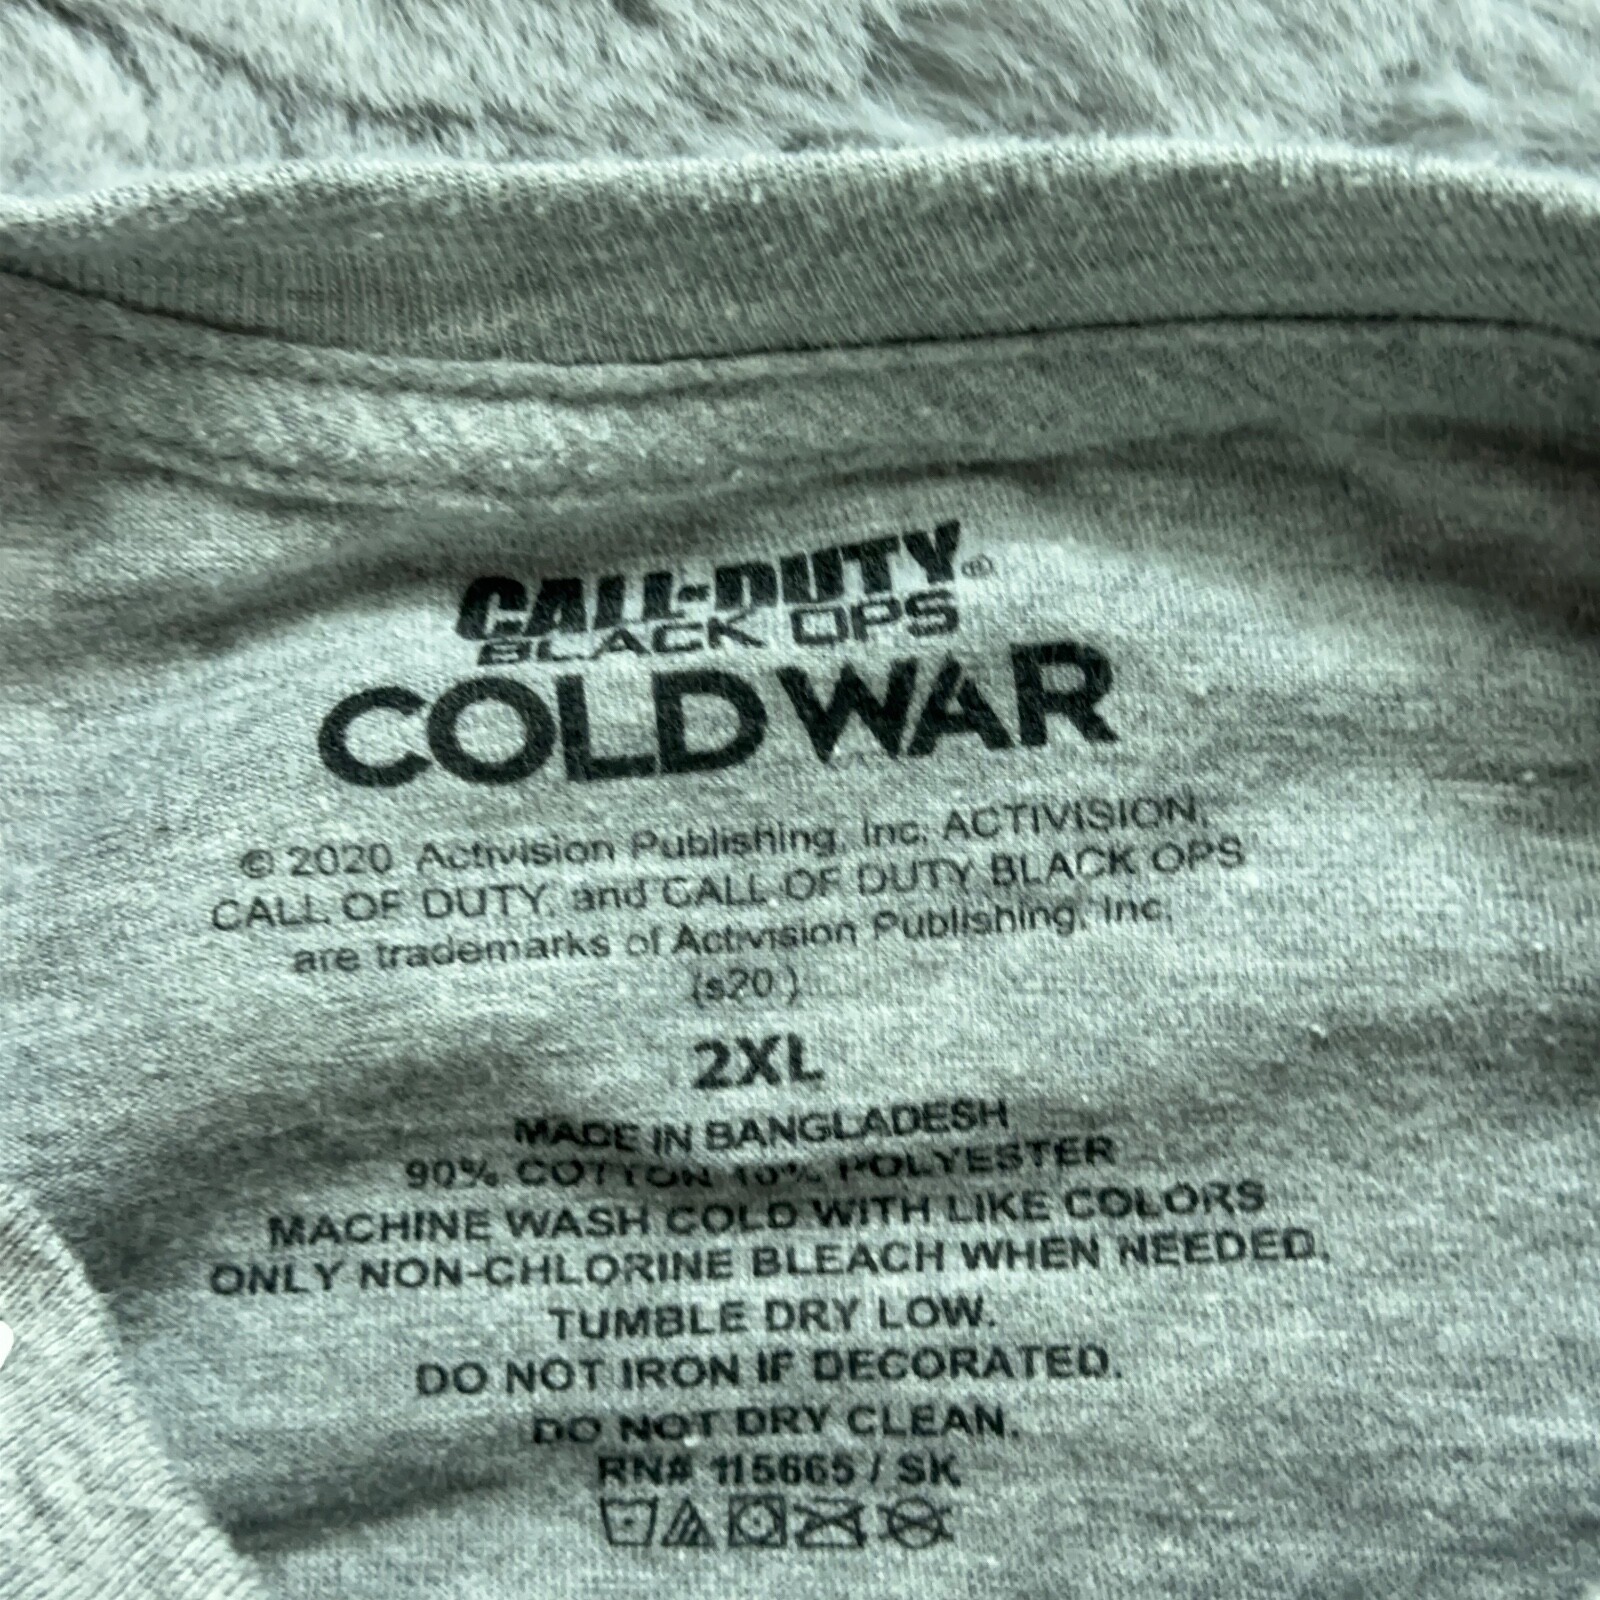 CALL OF DUTY®
BLACK OPS
COLD WAR
© 2020 Activision Publishing, Inc. ACTIVISION,
CALL OF DUTY, and CALL OF DUTY BLACK OPS
are trademarks of Activision Publishing, Inc.
(s20 )
2XL
MADE IN BANGLADESH
90% COTTON 10% POLYESTER
MACHINE WASH COLD WITH LIKE COLORS
ONLY NON-CHLORINE BLEACH WHEN NEEDED.
TUMBLE DRY LOW.
DO NOT IRON IF DECORATED.
DO NOT DRY CLEAN.
RN# 115665 / SK